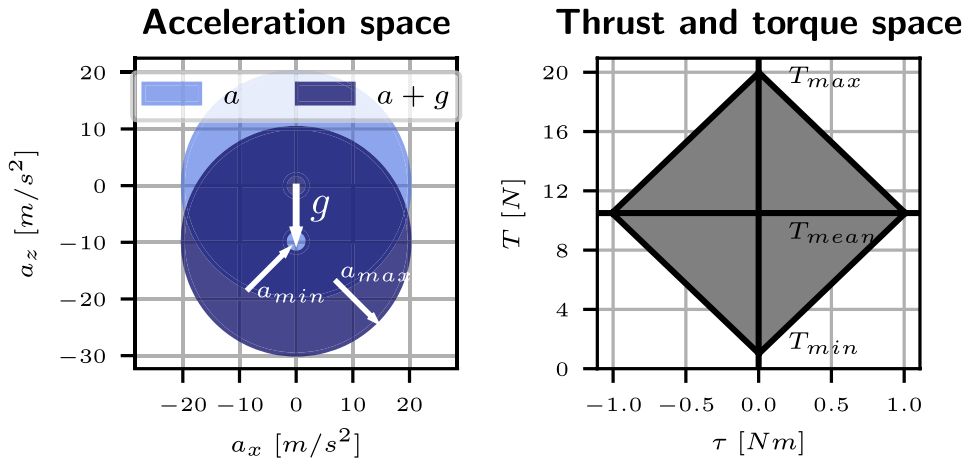 Acceleration space
Thrust and torque space
a
a + g
20
10
0
−10
−20
−30
a_z [m/s²]
g
a_min
a_max
−20 −10 0 10 20
a_x [m/s²]
20
16
12
8
4
0
T [N]
T_max
T_mean
T_min
−1.0 −0.5 0.0 0.5 1.0
τ [Nm]